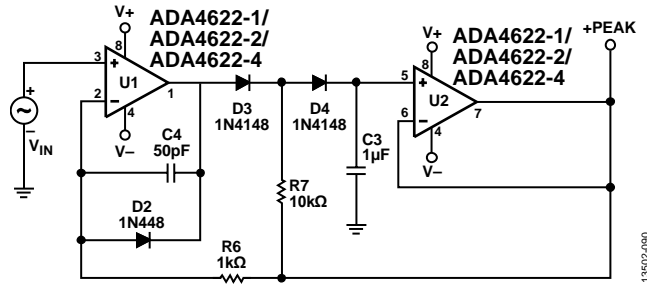 V+
ADA4622-1/
ADA4622-2/
ADA4622-4
8
3
+
U1
1
2
−
4
V−
+
−
VIN
C4
50pF
D2
1N448
R6
1kΩ
D3
1N4148
D4
1N4148
R7
10kΩ
C3
1µF
V+
ADA4622-1/
ADA4622-2/
ADA4622-4
8
5
+
U2
7
6
−
4
V−
+PEAK
13502-090